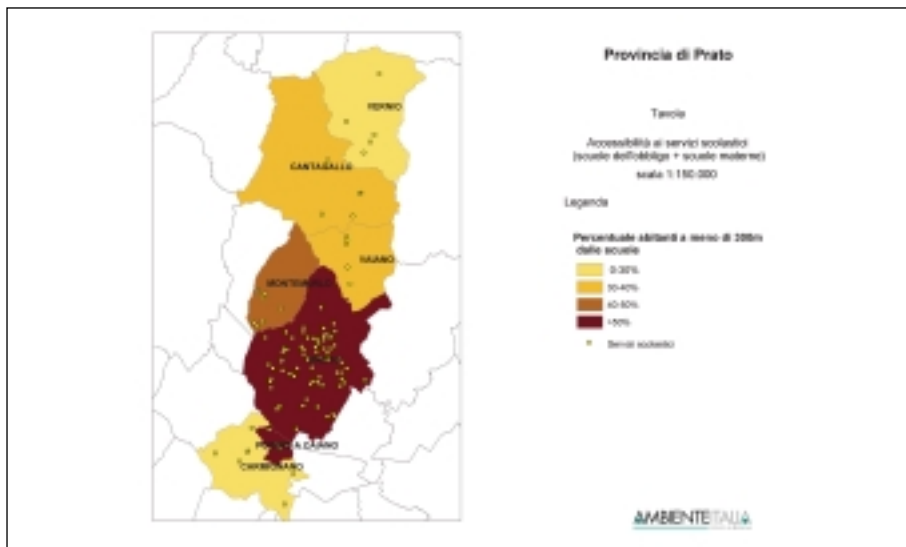 Provincia di Prato
Tavola
Accessibilità ai servizi scolastici
(scuole dell'obbligo + scuole materne)
scala 1:150.000
Legenda
Percentuale abitanti a meno di 300m
dalle scuole
0-30%
30-40%
40-50%
>50%
Servizi scolastici
VERNIO
CANTAGALLO
VAIANO
MONTEMURLO
PRATO
POGGIO A CAIANO
CARMIGNANO
AMBIENTEITALIA